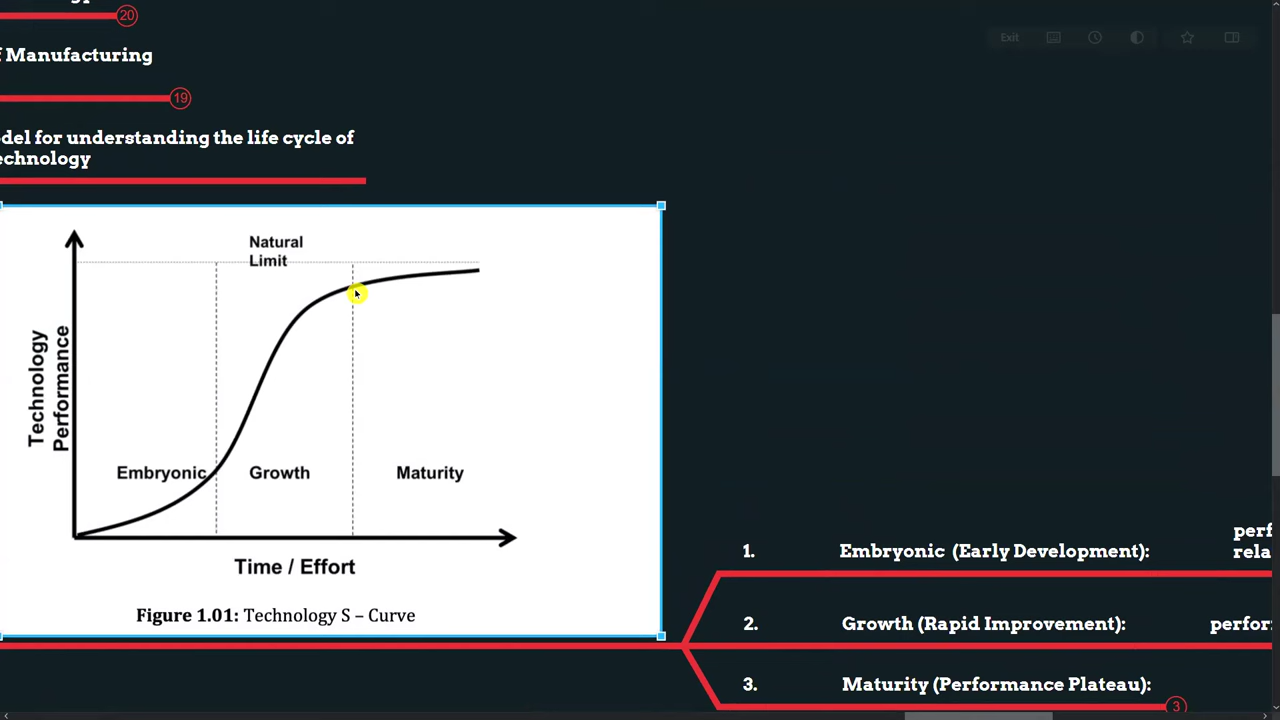 20
f Manufacturing
19
del for understanding the life cycle of
echnology
Exit
Natural
Limit
Technology
Performance
Embryonic
Growth
Maturity
Time / Effort
Figure 1.01: Technology S – Curve
perf
1. Embryonic (Early Development): rela
2. Growth (Rapid Improvement): perfor
3. Maturity (Performance Plateau):
3